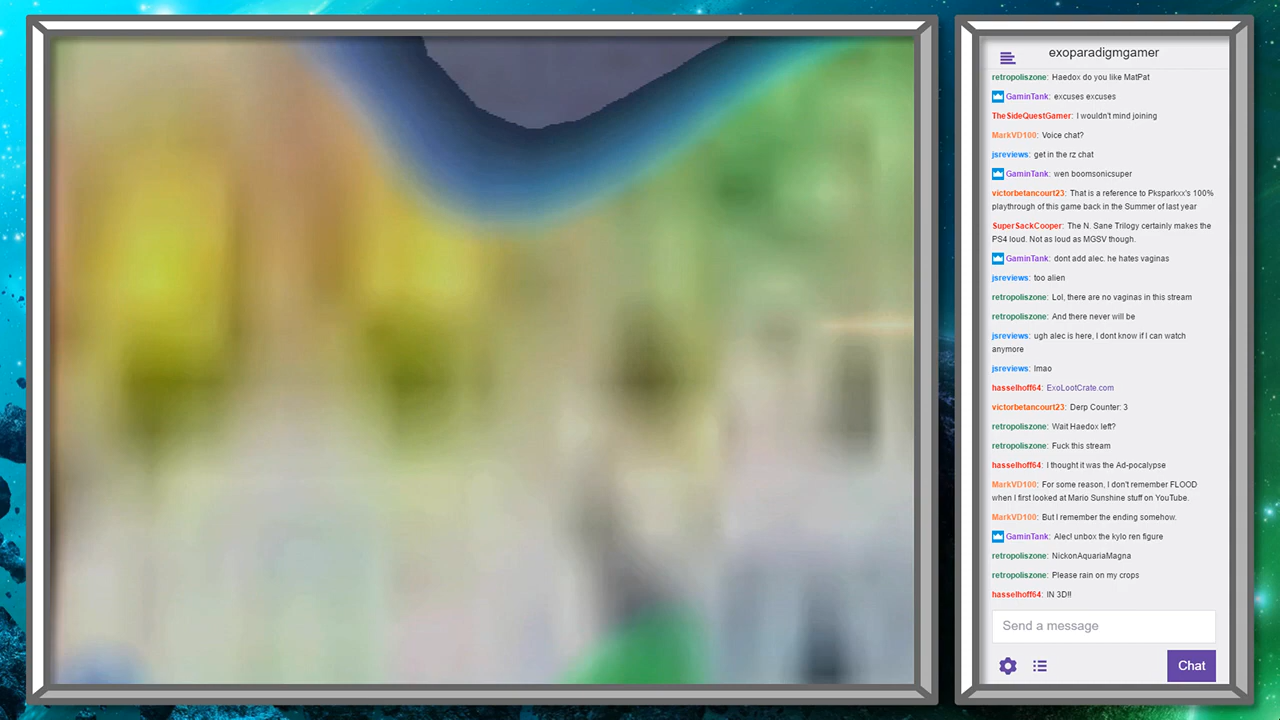 exoparadigmgamer
retropoliszone: Haedox do you like MatPat
GaminTank: excuses excuses
TheSideQuestGamer: I wouldn't mind joining
MarkVD100: Voice chat?
jsreviews: get in the rz chat
GaminTank: wen boomsonicsuper
victorbetancourt23: That is a reference to Pksparkxx's 100%
playthrough of this game back in the Summer of last year
SuperSackCooper: The N. Sane Trilogy certainly makes the
PS4 loud. Not as loud as MGSV though.
GaminTank: dont add alec. he hates vaginas
jsreviews: too alien
retropoliszone: Lol, there are no vaginas in this stream
retropoliszone: And there never will be
jsreviews: ugh alec is here, I dont know if I can watch
anymore
jsreviews: lmao
hasselhoff64: ExoLootCrate.com
victorbetancourt23: Derp Counter: 3
retropoliszone: Wait Haedox left?
retropoliszone: Fuck this stream
hasselhoff64: I thought it was the Ad-pocalypse
MarkVD100: For some reason, I don't remember FLOOD
when I first looked at Mario Sunshine stuff on YouTube.
MarkVD100: But I remember the ending somehow.
GaminTank: Alec! unbox the kylo ren figure
retropoliszone: NickonAquariaMagna
retropoliszone: Please rain on my crops
hasselhoff64: IN 3D!!
Send a message
Chat